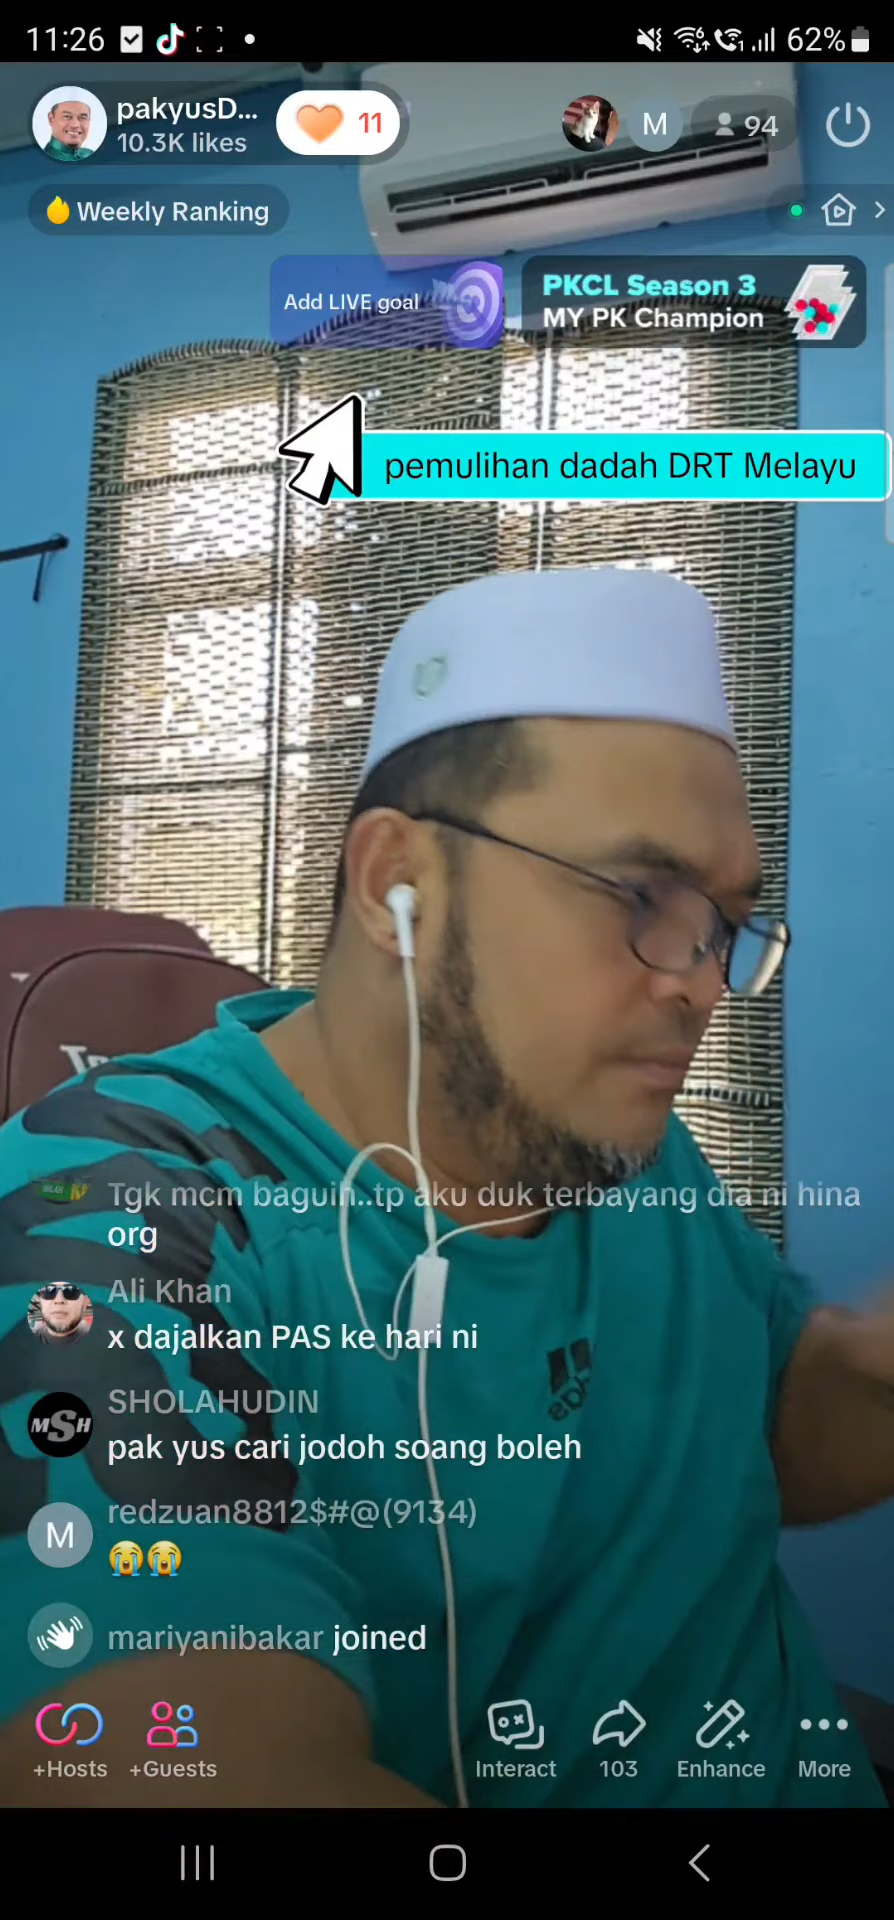 11:26
62%
pakyusD...
10.3K likes
11
M
94
Weekly Ranking
Add LIVE goal
PKCL Season 3
MY PK Champion
pemulihan dadah DRT Melayu
Tgk mcm baguih..tp aku duk terbayang dia ni hina
org
Ali Khan
x dajalkan PAS ke hari ni
MSH
SHOLAHUDIN
pak yus cari jodoh soang boleh
M
redzuan8812$#@(9134)
😭😭
mariyanibakar joined
+Hosts
+Guests
Interact
103
Enhance
More